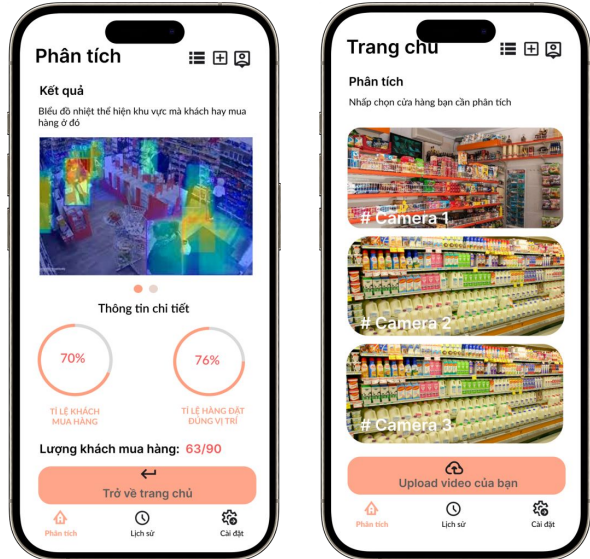 Phân tích
Kết quả
Biểu đồ nhiệt thể hiện khu vực mà khách hay mua
hàng ở đó
Thông tin chi tiết
70%
76%
TỈ LỆ KHÁCH
MUA HÀNG
TỈ LỆ HÀNG ĐẶT
ĐÚNG VỊ TRÍ
Lượng khách mua hàng: 63/90
Trở về trang chủ
Phân tích
Lịch sử
Cài đặt
Trang chủ
Phân tích
Nhấp chọn cửa hàng bạn cần phân tích
# Camera 1
# Camera 2
# Camera 3
Upload video của bạn
Phân tích
Lịch sử
Cài đặt